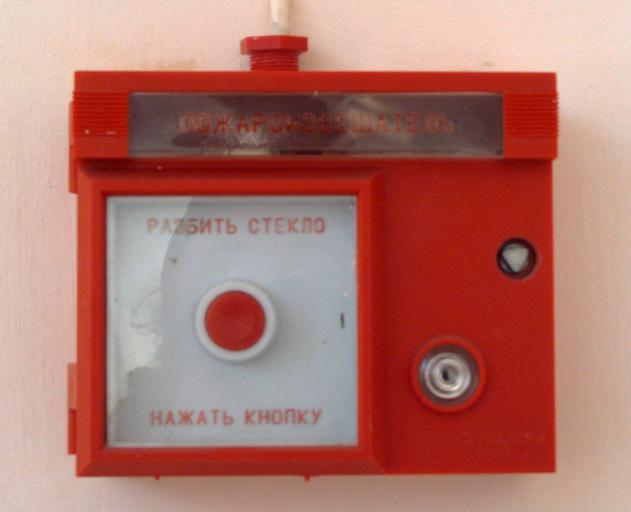 ПОЖАРОИЗВЕЩАТЕЛЬ
РАЗБИТЬ СТЕКЛО
НАЖАТЬ КНОПКУ